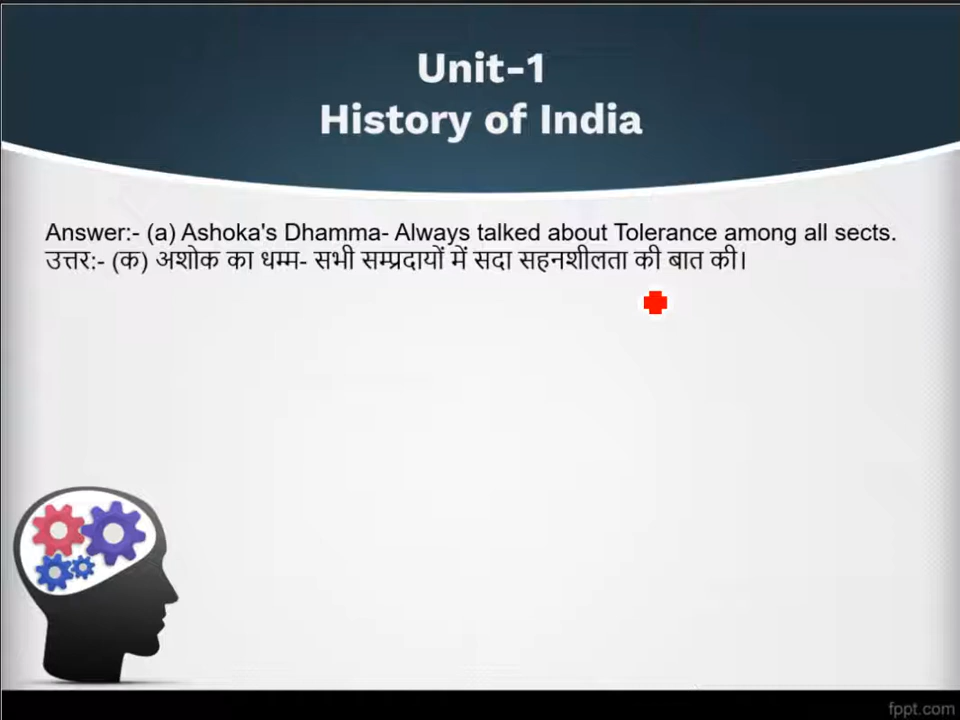 Unit-1
History of India
Answer:- (a) Ashoka's Dhamma- Always talked about Tolerance among all sects.
उत्तर:- (क) अशोक का धम्म- सभी सम्प्रदायों में सदा सहनशीलता की बात की।
fppt.com